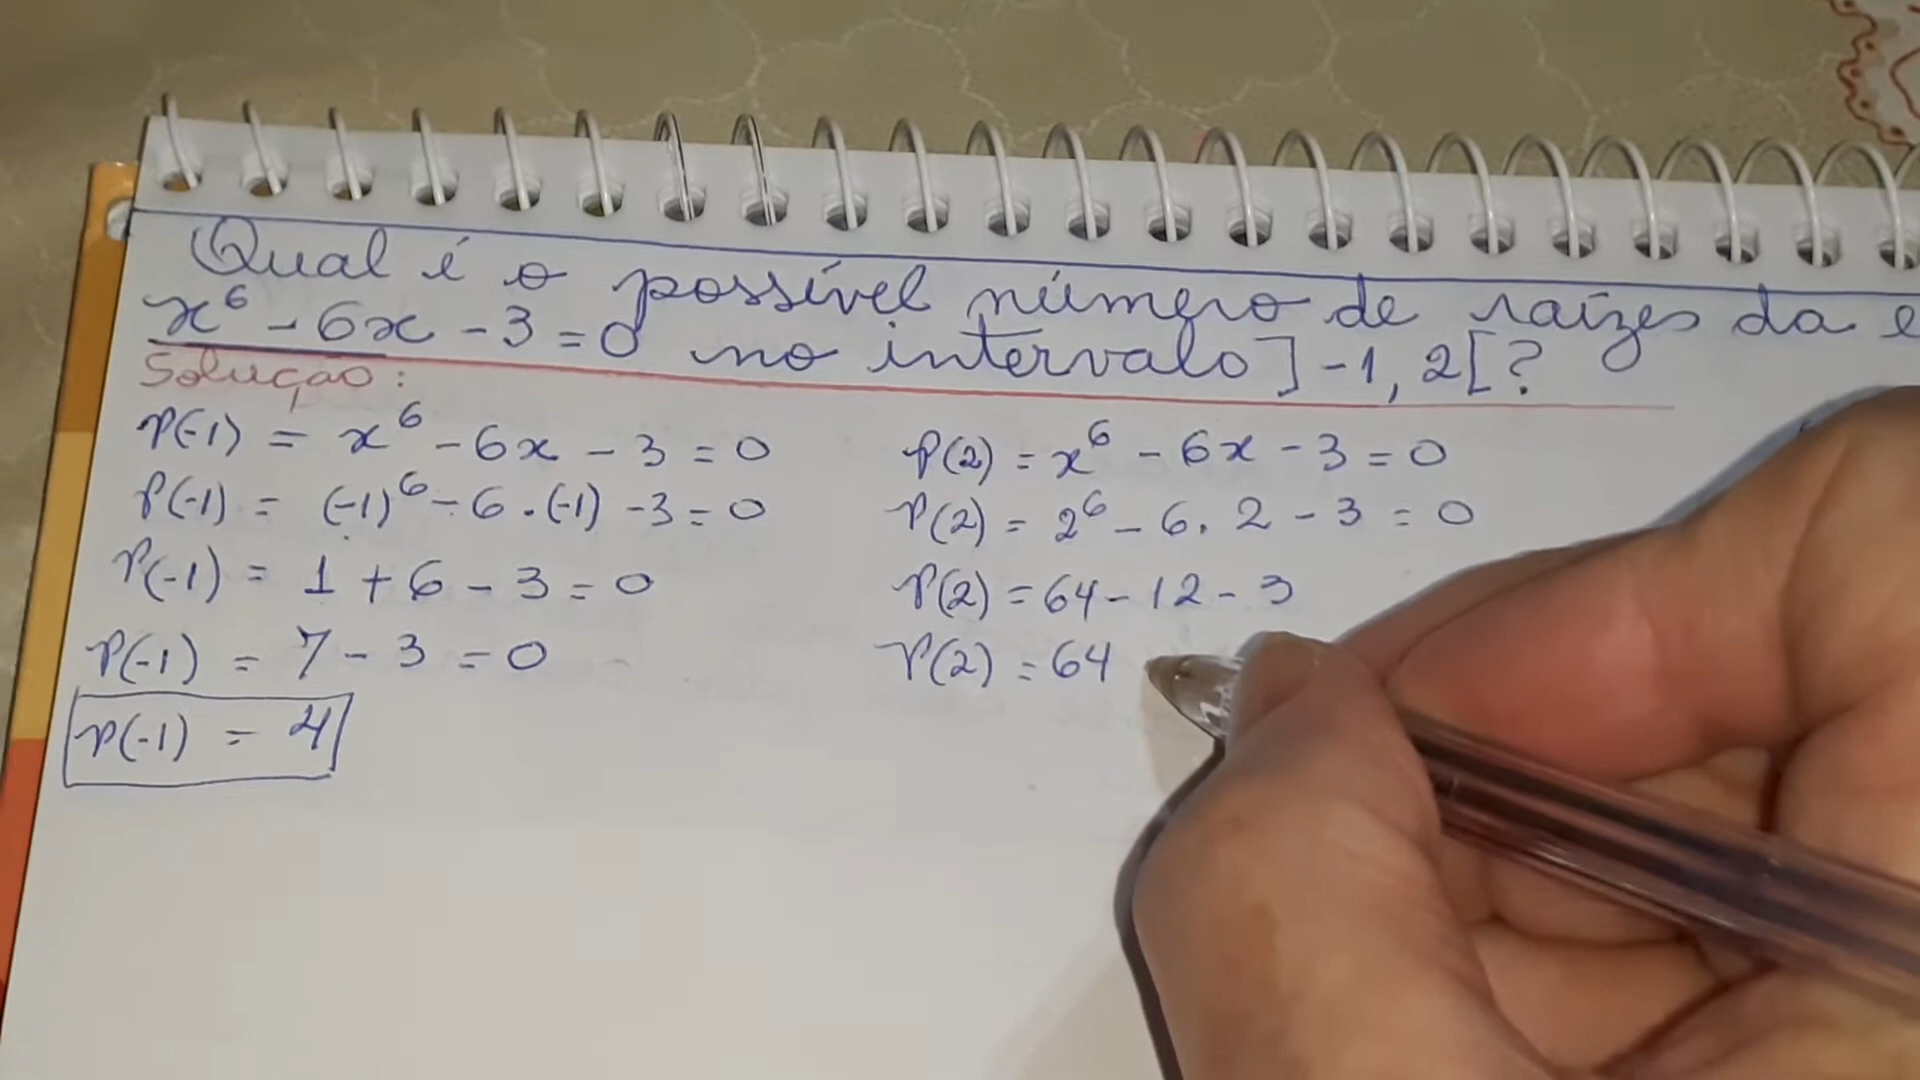 Qual é o possível número de raízes da
x⁶ - 6x - 3 = 0 no intervalo ] -1, 2 [ ?
Solução:
P(-1) = x⁶ - 6x - 3 = 0
P(-1) = (-1)⁶ - 6 . (-1) - 3 = 0
P(-1) = 1 + 6 - 3 = 0
P(-1) = 7 - 3 = 0
P(-1) = 4
P(2) = x⁶ - 6x - 3 = 0
P(2) = 2⁶ - 6 . 2 - 3 = 0
P(2) = 64 - 12 - 3
P(2) = 64